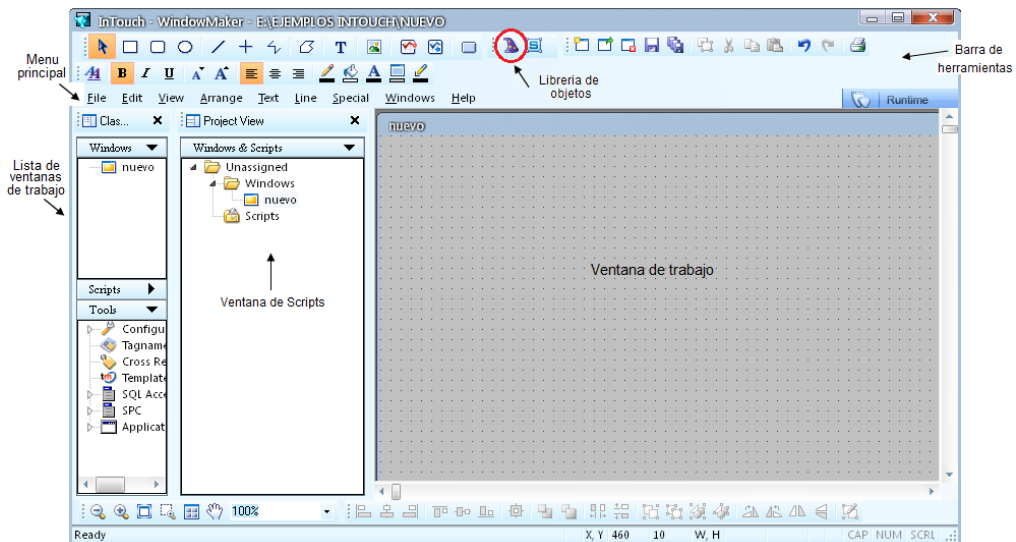 InTouch - WindowMaker - E:\EJEMPLOS INTOUCH\NUEVO
T
Menu
principal
Barra de
herramientas
B I U A A A
Libreria de
objetos
File Edit View Arrange Text Line Special Windows Help
Runtime
Clas...
Project View
nuevo
Windows
Windows & Scripts
Lista de
ventanas
de trabajo
nuevo
Unassigned
Windows
nuevo
Scripts
Ventana de trabajo
Ventana de Scripts
Scripts
Tools
Configu
Tagname
Cross Re
Template
SQL Acce
SPC
Applicat
100%
Ready
X, Y 460 10 W, H
CAP NUM SCRL